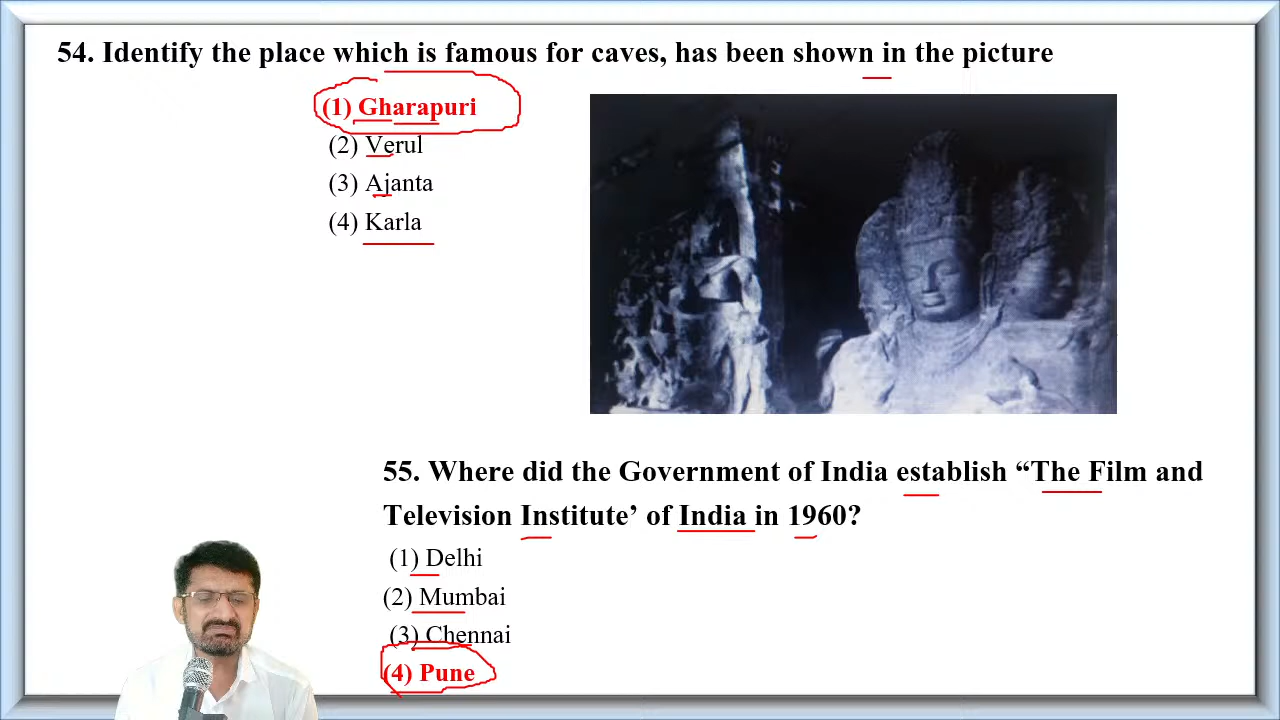 54. Identify the place which is famous for caves, has been shown in the picture
(1) Gharapuri
(2) Verul
(3) Ajanta
(4) Karla
55. Where did the Government of India establish “The Film and
Television Institute’ of India in 1960?
(1) Delhi
(2) Mumbai
(3) Chennai
(4) Pune